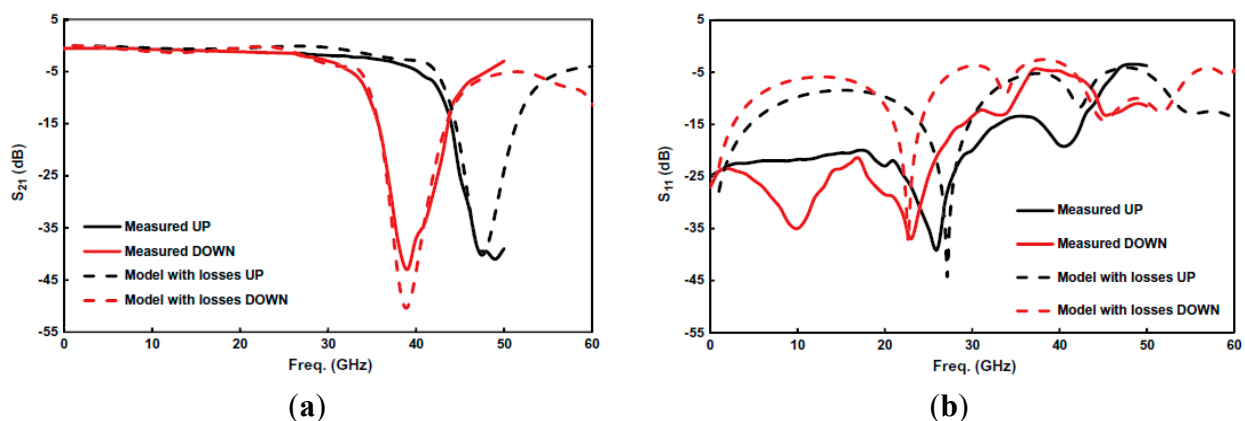 5
-5
-15
-25
-35
-45
-55
S21 (dB)
Measured UP
Measured DOWN
Model with losses UP
Model with losses DOWN
0 20 40 60
Freq. (GHz)
(a)
5
-5
-15
-25
-35
-45
-55
S11 (dB)
Measured UP
Measured DOWN
Model with losses UP
Model with losses DOWN
0 10 20 30 40 50 60
Freq. (GHz)
(b)